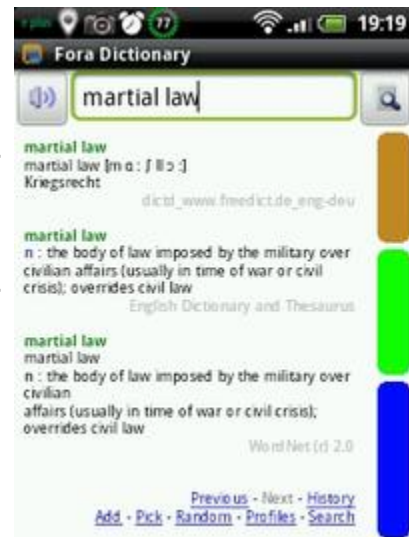 e-plus 77 19:19
Fora Dictionary
martial law
martial law
martial law [m ɑ : ʃ l l ɔ :]
Kriegsrecht
dictd_www.freedict.de_eng-deu
martial law
n : the body of law imposed by the military over
civilian affairs (usually in time of war or civil
crisis); overrides civil law
English Dictionary and Thesaurus
martial law
martial law
n : the body of law imposed by the military over
civilian
affairs (usually in time of war or civil crisis);
overrides civil law
WordNet (r) 2.0
Previous - Next - History
Add - Pick - Random - Profiles - Search